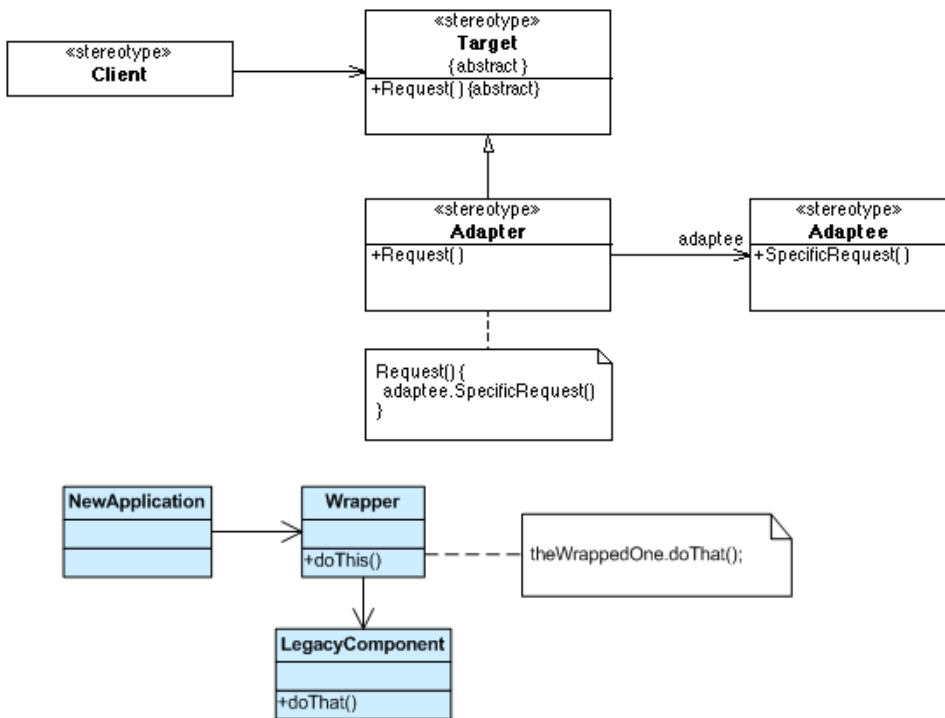 «stereotype»
Client
«stereotype»
Target
{abstract}
+Request() {abstract}
«stereotype»
Adapter
+Request()
adaptee
«stereotype»
Adaptee
+SpecificRequest()
Request() {
adaptee.SpecificRequest()
}
NewApplication
Wrapper
+doThis()
theWrappedOne.doThat();
LegacyComponent
+doThat()